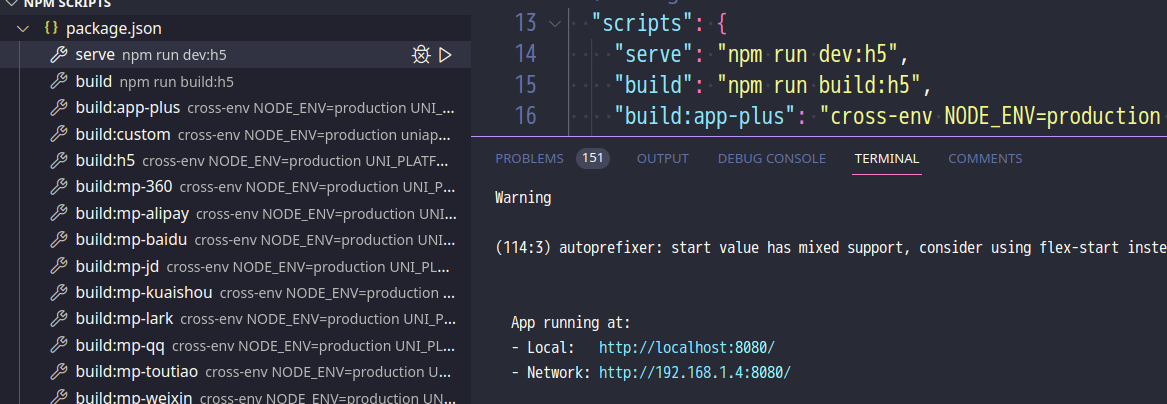 NPM SCRIPTS
{} package.json
serve npm run dev:h5
build npm run build:h5
build:app-plus cross-env NODE_ENV=production UNI_...
build:custom cross-env NODE_ENV=production uniap...
build:h5 cross-env NODE_ENV=production UNI_PLATF...
build:mp-360 cross-env NODE_ENV=production UNI_P...
build:mp-alipay cross-env NODE_ENV=production UNI...
build:mp-baidu cross-env NODE_ENV=production UNI...
build:mp-jd cross-env NODE_ENV=production UNI_PL...
build:mp-kuaishou cross-env NODE_ENV=production ...
build:mp-lark cross-env NODE_ENV=production UNI_P...
build:mp-qq cross-env NODE_ENV=production UNI_PL...
build:mp-toutiao cross-env NODE_ENV=production U...
build:mp-weixin cross-env NODE_ENV=production UN...
13 "scripts": {
14 "serve": "npm run dev:h5",
15 "build": "npm run build:h5",
16 "build:app-plus": "cross-env NODE_ENV=production
PROBLEMS 151 OUTPUT DEBUG CONSOLE TERMINAL COMMENTS
Warning
(114:3) autoprefixer: start value has mixed support, consider using flex-start inste
App running at:
- Local: http://localhost:8080/
- Network: http://192.168.1.4:8080/